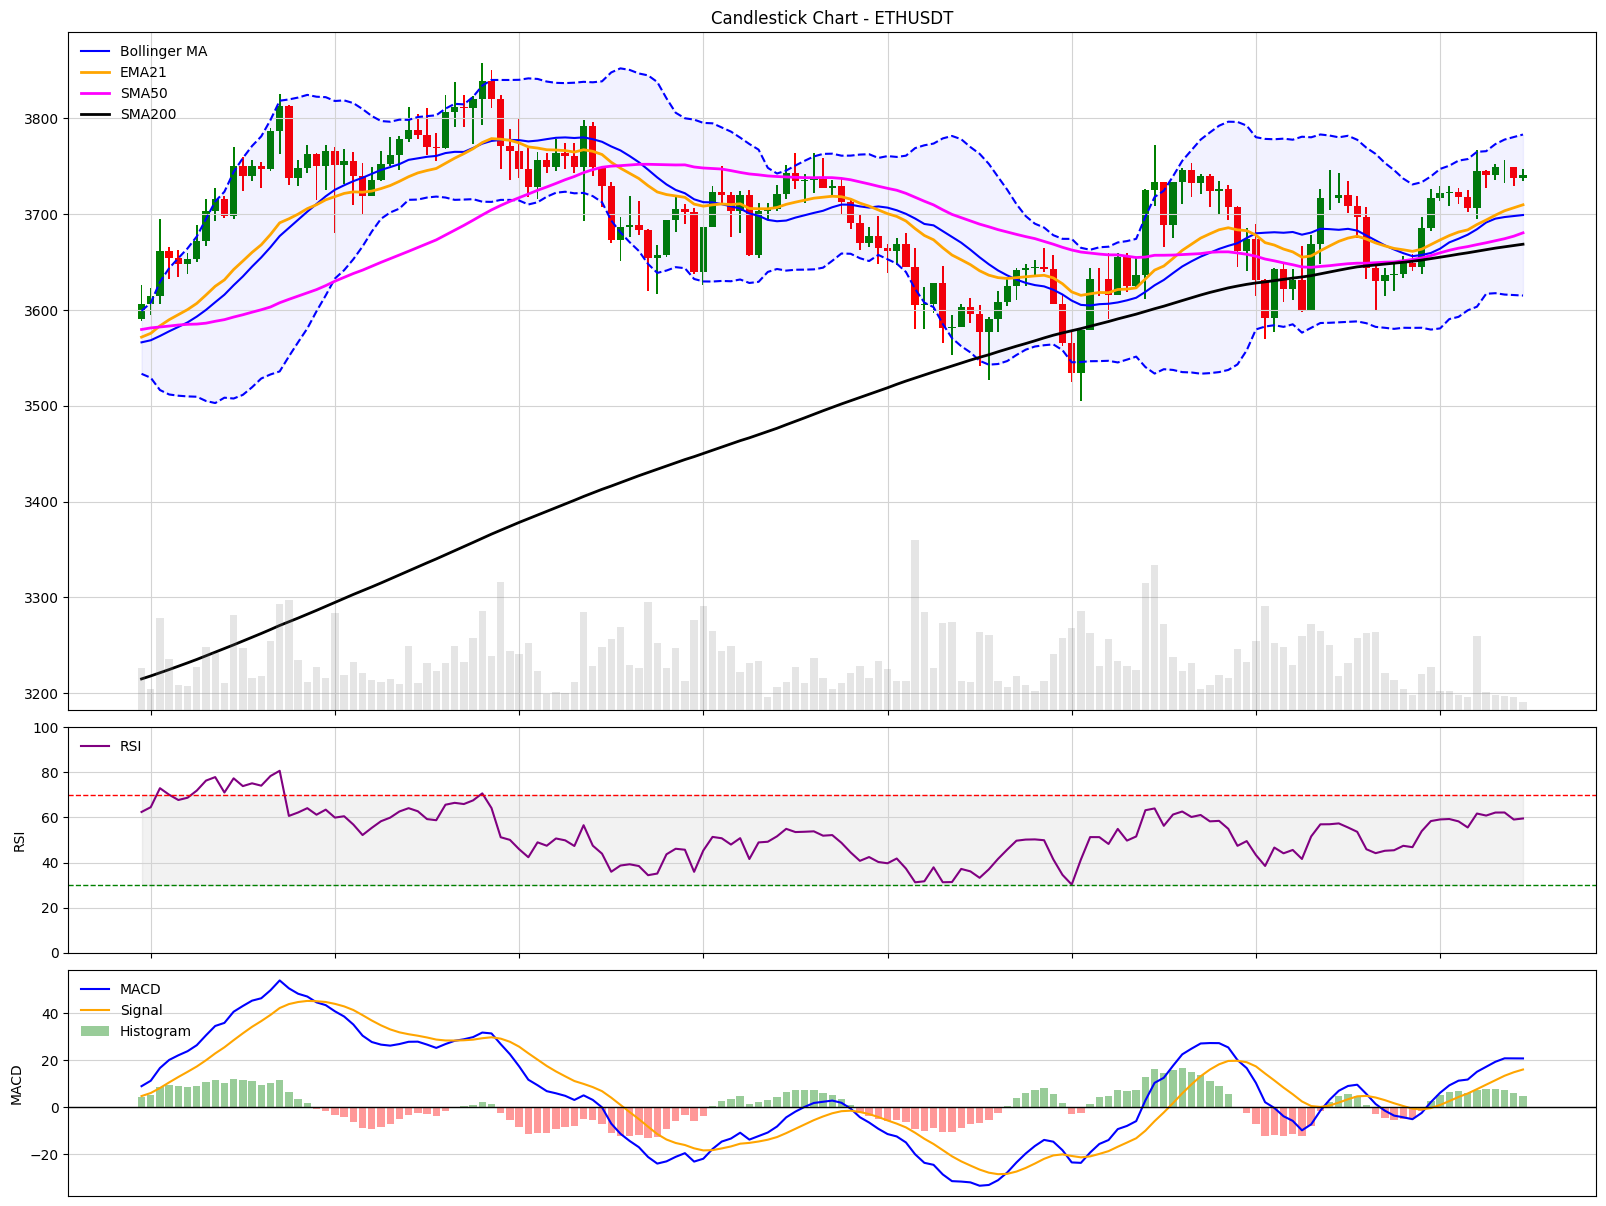 Candlestick Chart - ETHUSDT
Bollinger MA
EMA21
SMA50
SMA200
3800
3700
3600
3500
3400
3300
3200
RSI
100
80
60
40
20
0
RSI
MACD
Signal
Histogram
40
20
0
−20
MACD